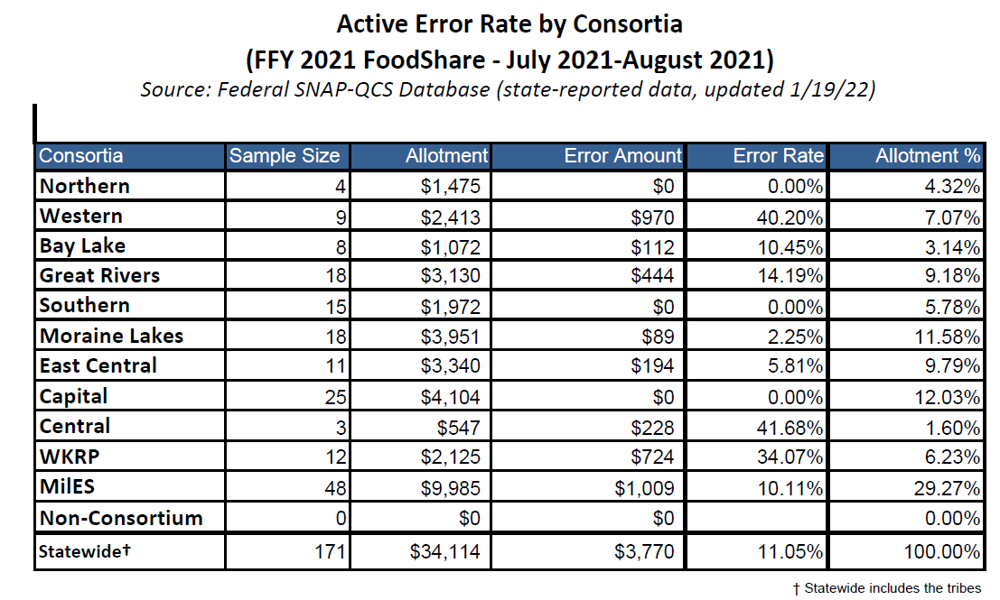 Active Error Rate by Consortia
(FFY 2021 FoodShare - July 2021-August 2021)
Source: Federal SNAP-QCS Database (state-reported data, updated 1/19/22)
Consortia Sample Size Allotment Error Amount Error Rate Allotment %
Northern 4 $1,475 $0 0.00% 4.32%
Western 9 $2,413 $970 40.20% 7.07%
Bay Lake 8 $1,072 $112 10.45% 3.14%
Great Rivers 18 $3,130 $444 14.19% 9.18%
Southern 15 $1,972 $0 0.00% 5.78%
Moraine Lakes 18 $3,951 $89 2.25% 11.58%
East Central 11 $3,340 $194 5.81% 9.79%
Capital 25 $4,104 $0 0.00% 12.03%
Central 3 $547 $228 41.68% 1.60%
WKRP 12 $2,125 $724 34.07% 6.23%
MilES 48 $9,985 $1,009 10.11% 29.27%
Non-Consortium 0 $0 $0 0.00%
Statewide† 171 $34,114 $3,770 11.05% 100.00%
† Statewide includes the tribes